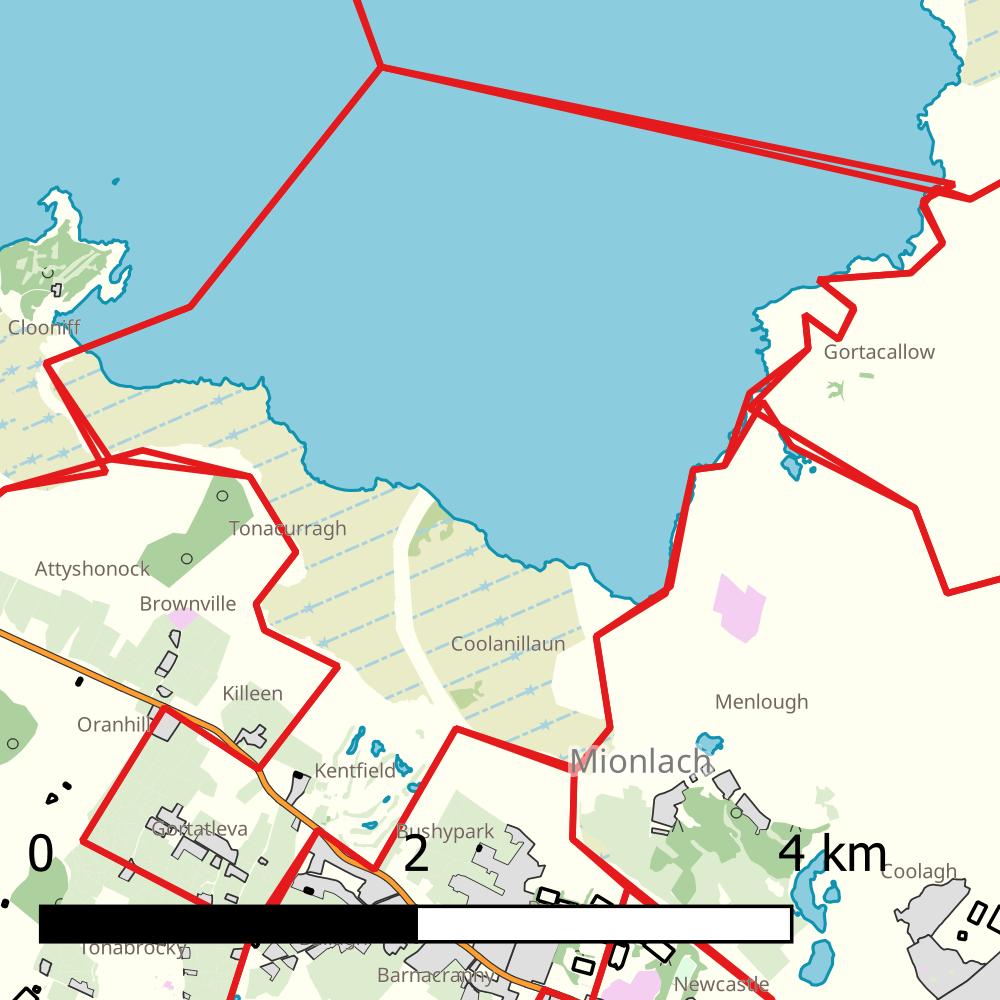 Clooniff
Gortacallow
Tonacurragh
Attyshonock
Brownville
Coolanillaun
Killeen
Menlough
Oranhill
Mionlach
Kentfield
Gortatleva
Bushypark
0 2 4 km
Coolagh
Tonabrocky
Barnacranny
Newcastle